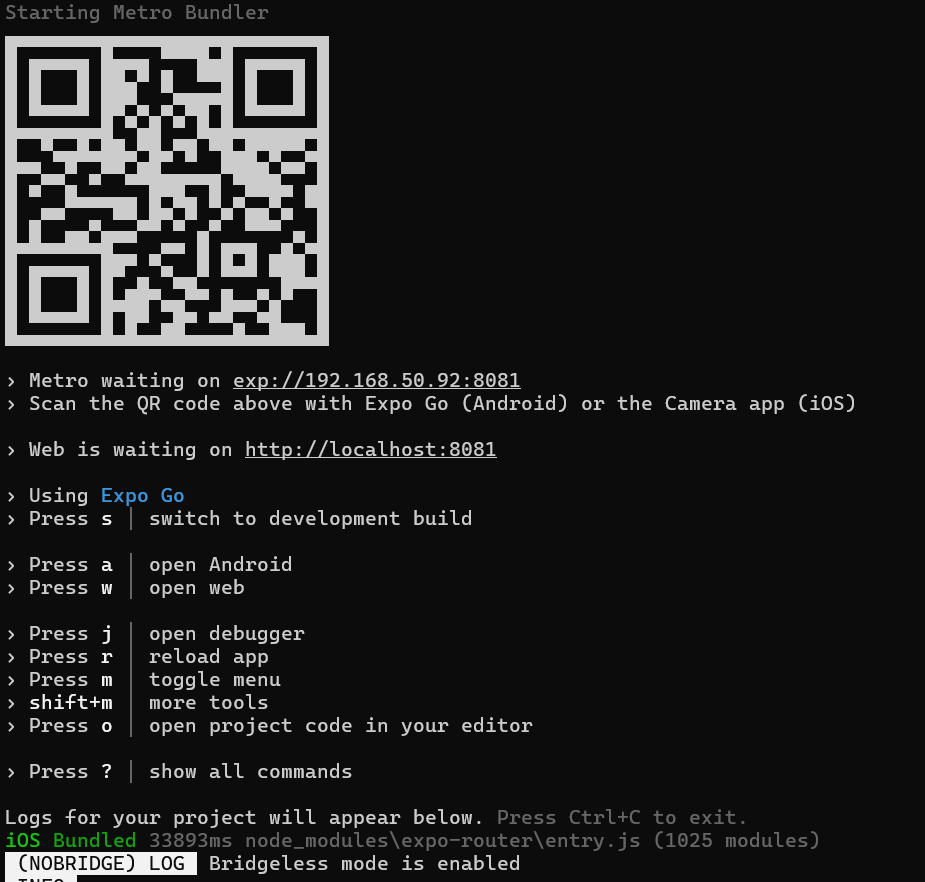 Starting Metro Bundler
› Metro waiting on exp://192.168.50.92:8081
› Scan the QR code above with Expo Go (Android) or the Camera app (iOS)
› Web is waiting on http://localhost:8081
› Using Expo Go
› Press s │ switch to development build
› Press a │ open Android
› Press w │ open web
› Press j │ open debugger
› Press r │ reload app
› Press m │ toggle menu
› shift+m │ more tools
› Press o │ open project code in your editor
› Press ? │ show all commands
Logs for your project will appear below. Press Ctrl+C to exit.
iOS Bundled 33893ms node_modules\expo-router\entry.js (1025 modules)
(NOBRIDGE) LOG Bridgeless mode is enabled
INFO